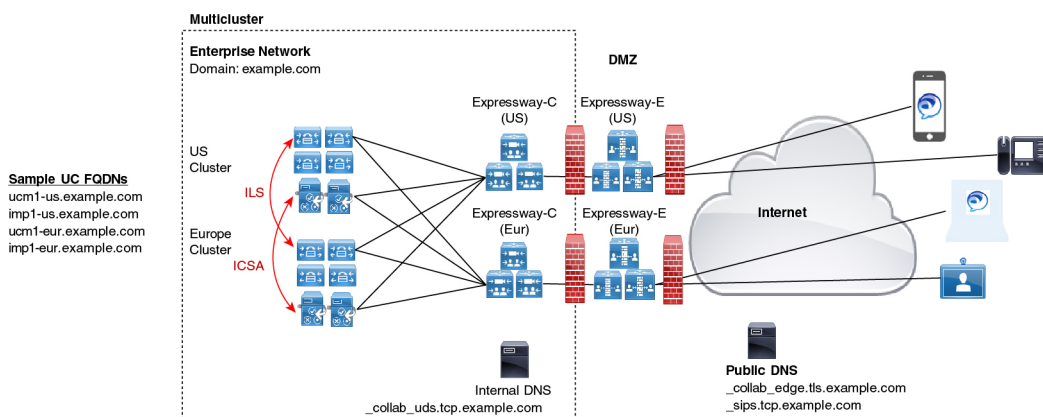 Multicluster
Enterprise Network
Domain: example.com
DMZ
Expressway-C
(US)
Expressway-E
(US)
US
Cluster
Sample UC FQDNs
ucm1-us.example.com
imp1-us.example.com
ucm1-eur.example.com
imp1-eur.example.com
ILS
Europe
Cluster
ICSA
Expressway-C
(Eur)
Expressway-E
(Eur)
Internet
Internal DNS
_collab_uds.tcp.example.com
Public DNS
_collab_edge.tls.example.com
_sips.tcp.example.com